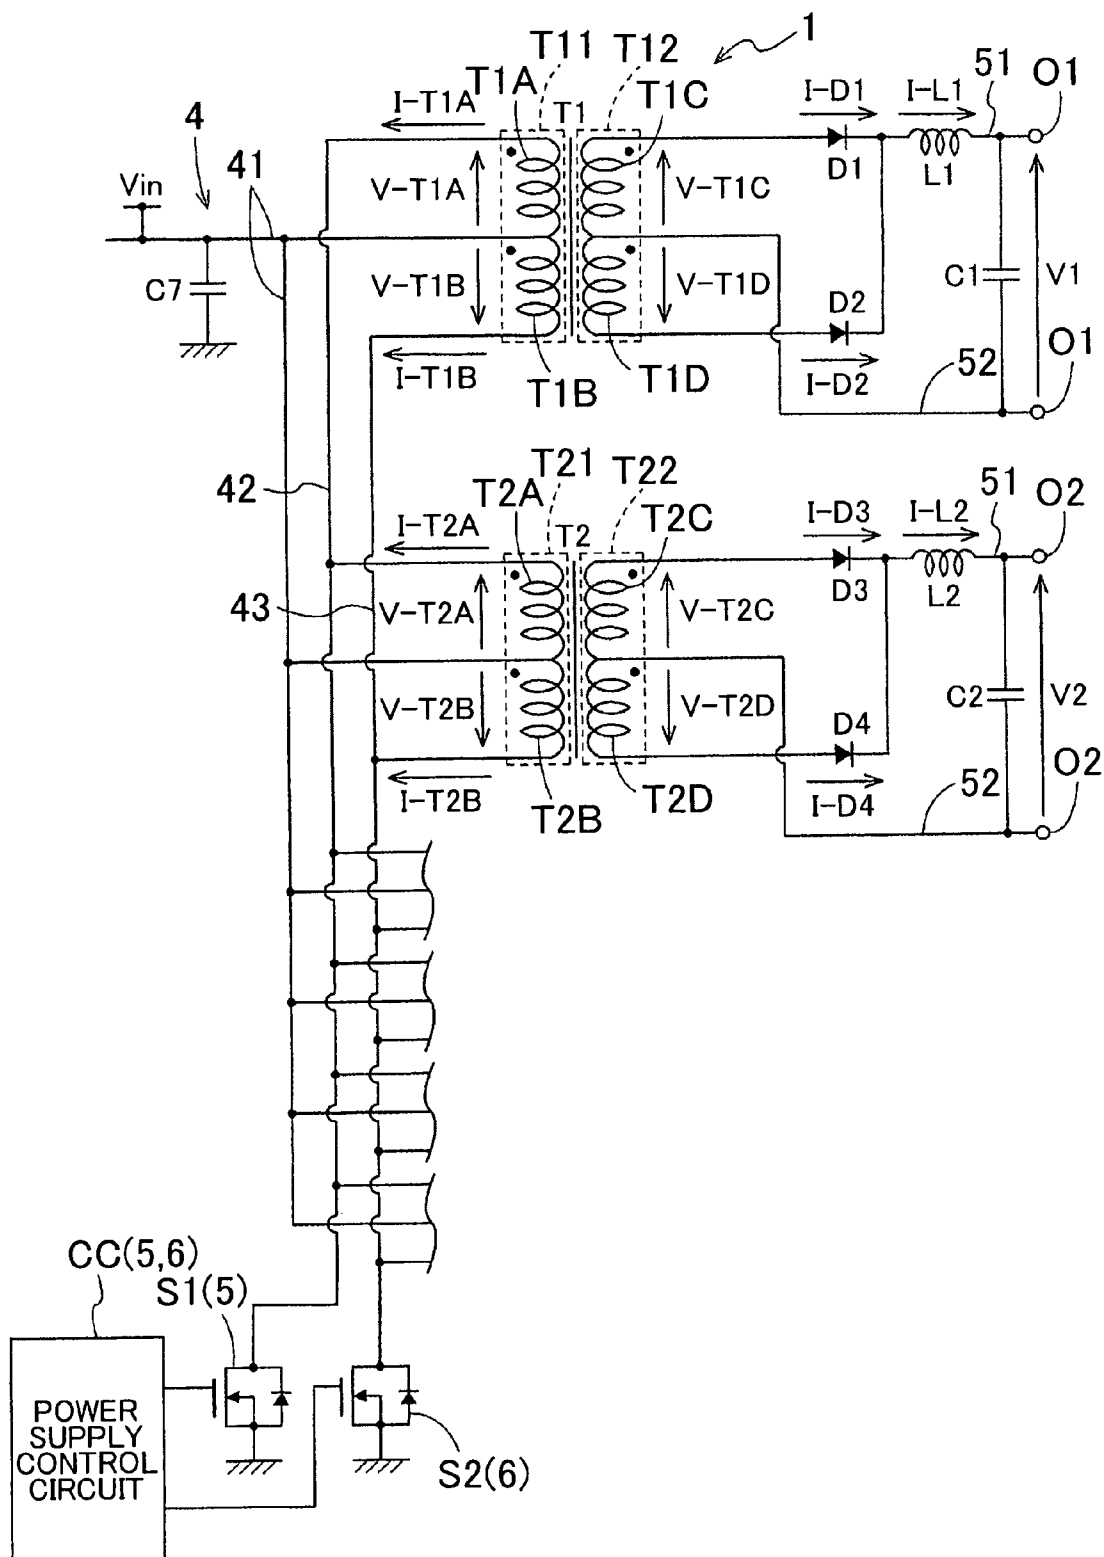 1
T11
T12
T1A
T1
T1C
I-T1A
I-D1
I-L1
51
O1
4
41
Vin
V-T1A
V-T1C
D1
L1
C7
V-T1B
V-T1D
C1
V1
D2
O1
I-T1B
T1B
T1D
I-D2
52
42
T21
T22
T2A
T2
T2C
I-T2A
I-D3
I-L2
51
O2
43
V-T2A
V-T2C
D3
L2
V-T2B
V-T2D
C2
V2
D4
O2
I-T2B
T2B
T2D
I-D4
52
CC(5,6)
S1(5)
POWER
SUPPLY
CONTROL
CIRCUIT
S2(6)